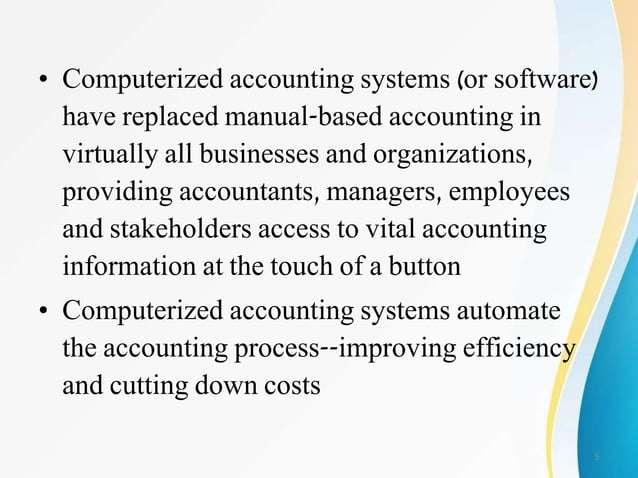 • Computerized accounting systems (or software)
have replaced manual-based accounting in
virtually all businesses and organizations,
providing accountants, managers, employees
and stakeholders access to vital accounting
information at the touch of a button
• Computerized accounting systems automate
the accounting process--improving efficiency
and cutting down costs
5